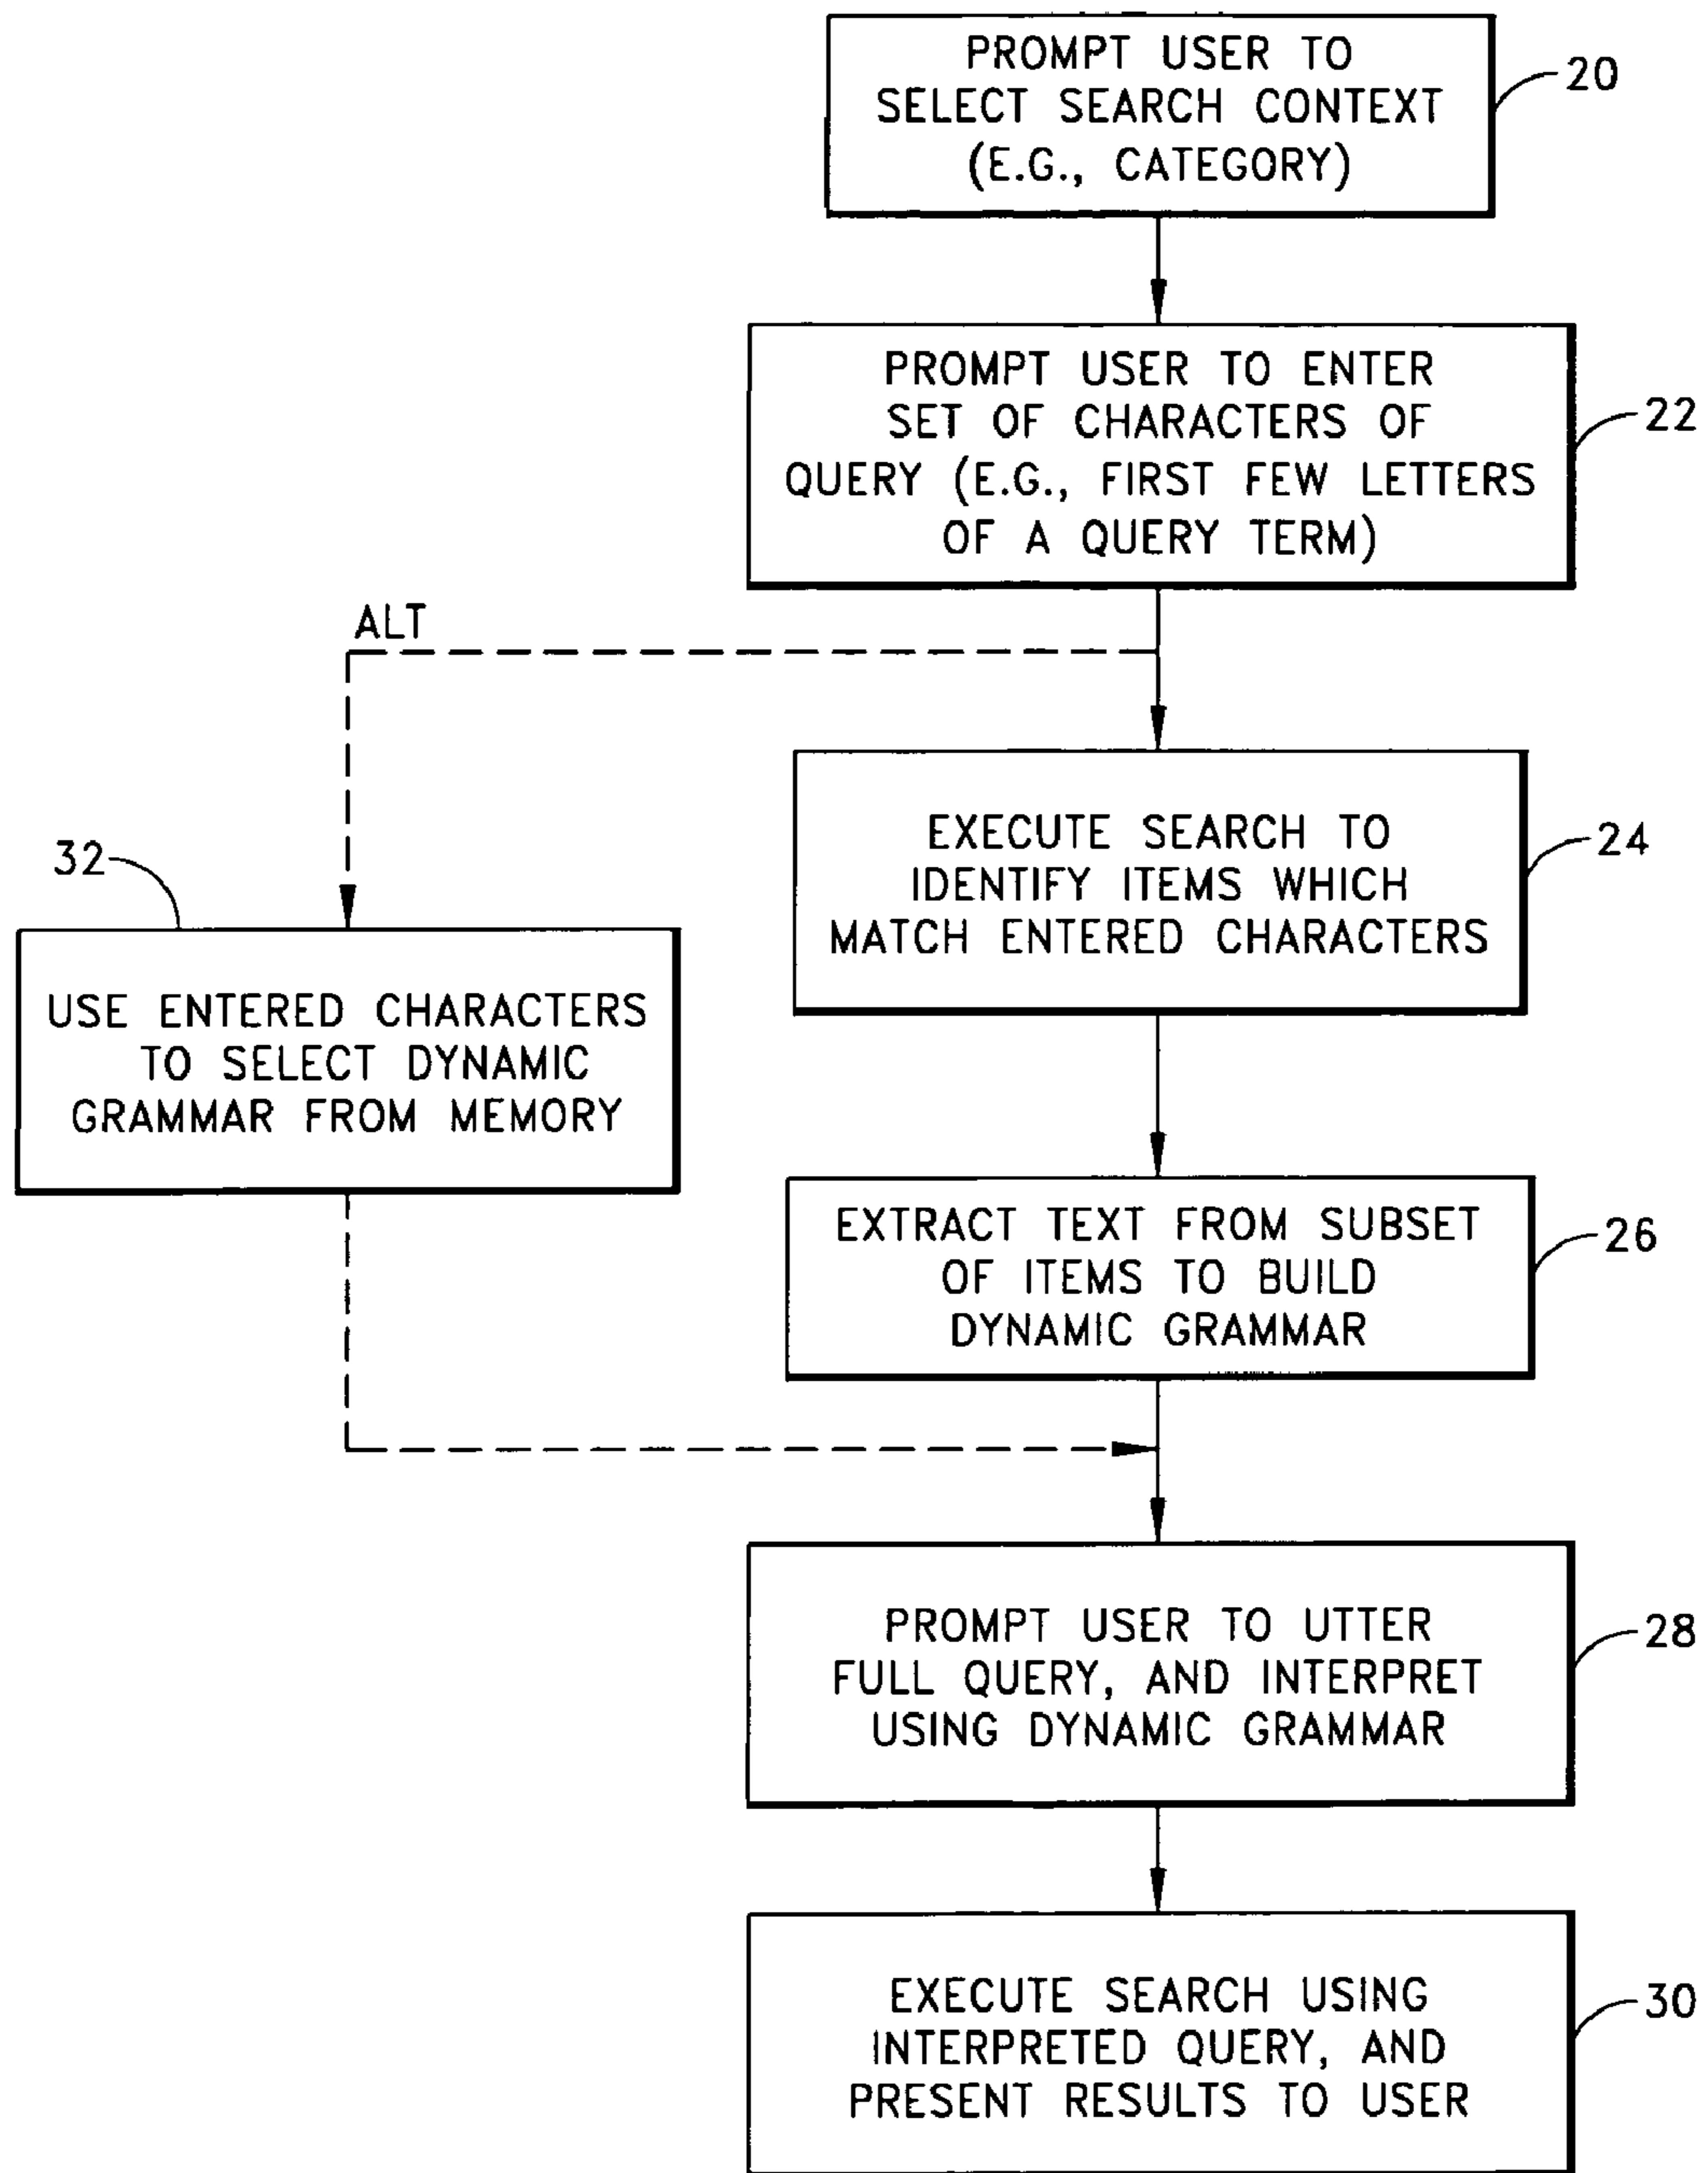 PROMPT USER TO
SELECT SEARCH CONTEXT
(E.G., CATEGORY)
20
PROMPT USER TO ENTER
SET OF CHARACTERS OF
QUERY (E.G., FIRST FEW LETTERS
OF A QUERY TERM)
22
ALT
EXECUTE SEARCH TO
IDENTIFY ITEMS WHICH
MATCH ENTERED CHARACTERS
24
32
USE ENTERED CHARACTERS
TO SELECT DYNAMIC
GRAMMAR FROM MEMORY
EXTRACT TEXT FROM SUBSET
OF ITEMS TO BUILD
DYNAMIC GRAMMAR
26
PROMPT USER TO UTTER
FULL QUERY, AND INTERPRET
USING DYNAMIC GRAMMAR
28
EXECUTE SEARCH USING
INTERPRETED QUERY, AND
PRESENT RESULTS TO USER
30